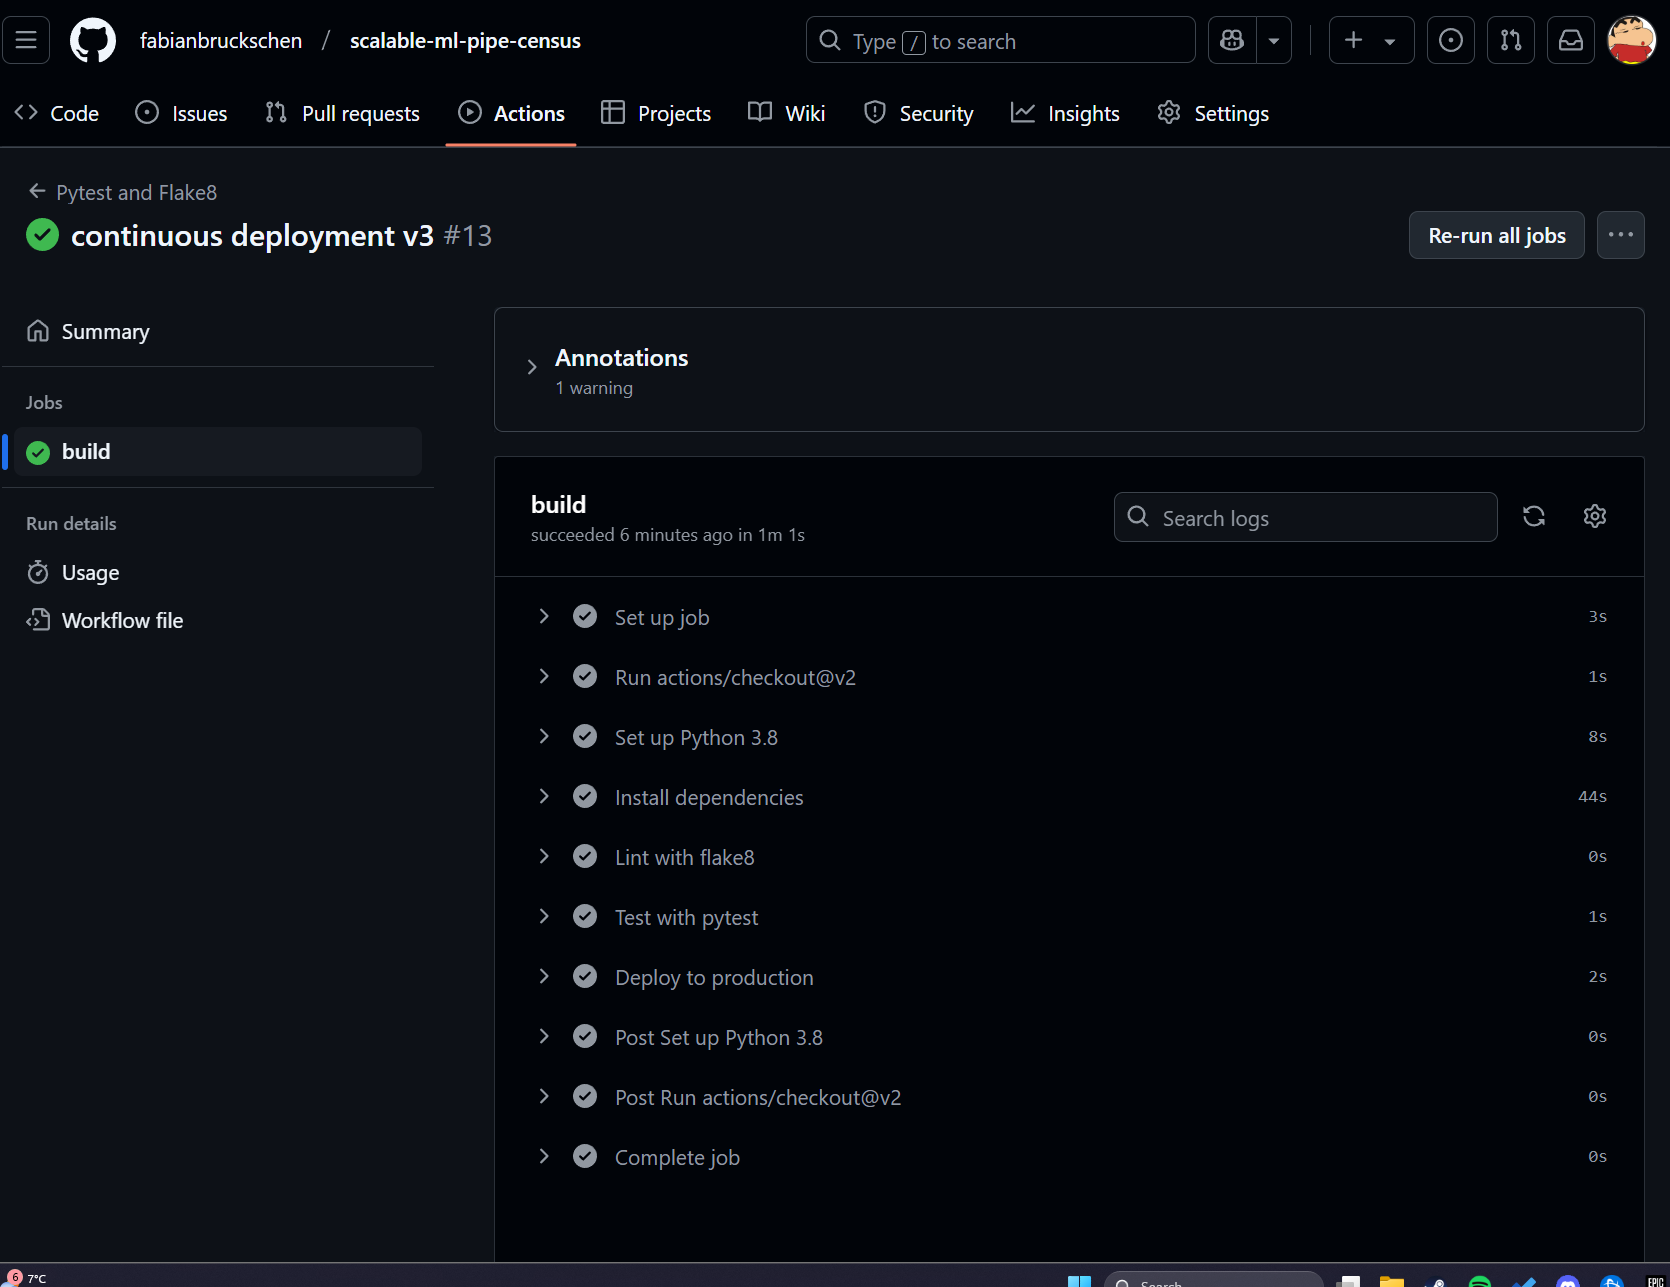 fabianbruckschen / scalable-ml-pipe-census
Type / to search
Code
Issues
Pull requests
Actions
Projects
Wiki
Security
Insights
Settings
Pytest and Flake8
continuous deployment v3 #13
Re-run all jobs
Summary
Jobs
build
Run details
Usage
Workflow file
Annotations
1 warning
build
succeeded 6 minutes ago in 1m 1s
Search logs
Set up job 3s
Run actions/checkout@v2 1s
Set up Python 3.8 8s
Install dependencies 44s
Lint with flake8 0s
Test with pytest 1s
Deploy to production 2s
Post Set up Python 3.8 0s
Post Run actions/checkout@v2 0s
Complete job 0s
6
7°C
Search
EPIC